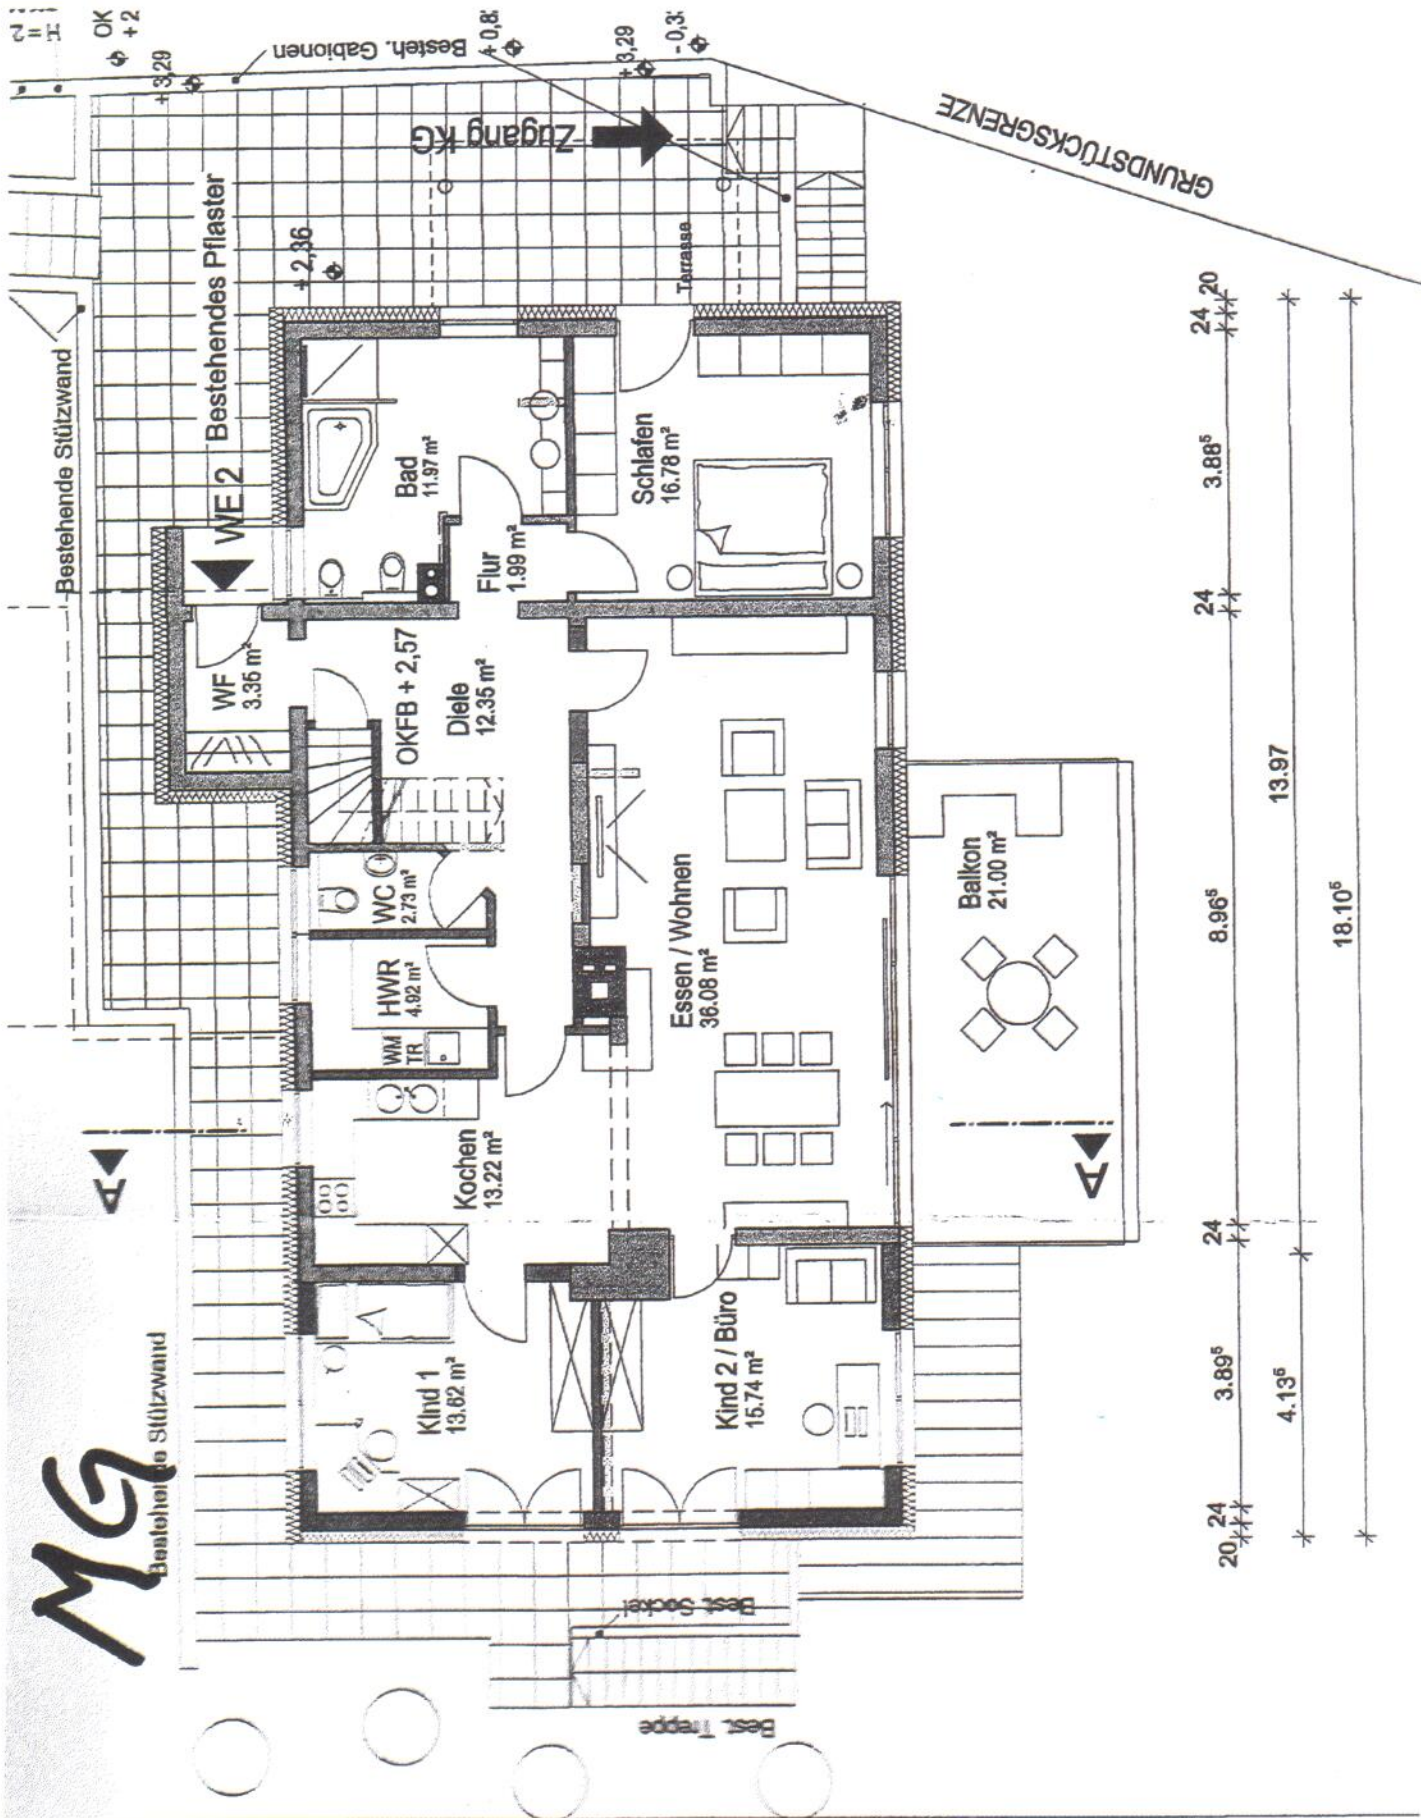 MG
Bestehende Stützwand
Bestehende Stützwand
WE 2
Bestehendes Pflaster
OK
+ 2
+ 3,29
Besteh. Gabionen
+ 3,29
Zugang KG
GRUNDSTÜCKSGRENZE
+ 2,36
Terrasse
A
WF
3.35 m²
Bad
11.97 m²
Flur
1.99 m²
Schlafen
16.78 m²
OKFB + 2,57
Diele
12.35 m²
WC
2.73 m²
HWR
4.92 m²
WM
TR
Kochen
13.22 m²
Essen / Wohnen
36.08 m²
Kind 1
13.62 m²
Kind 2 / Büro
15.74 m²
Balkon
21.00 m²
A
Best. Sockel
Best. Treppe
20 24 3.89⁵ 24 8.96⁵ 24 3.88⁵ 24 20
4.13⁵ 13.97
18.10⁵